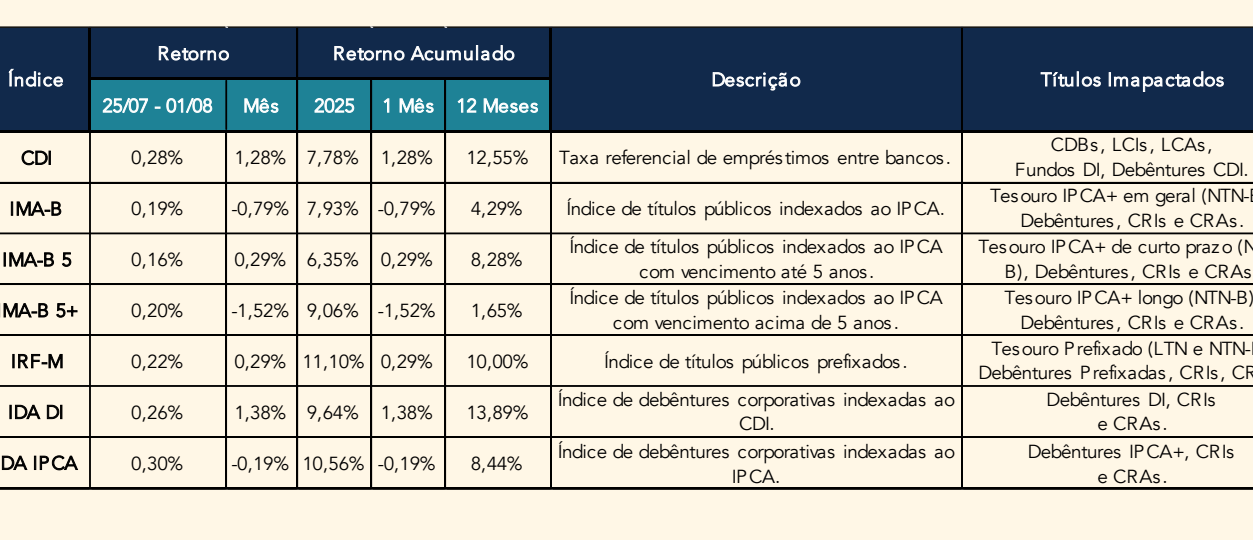 Retorno
Retorno Acumulado
Índice
Descrição
Títulos Imapactados
25/07 - 01/08
Mês
2025
1 Mês
12 Meses
CDI
0,28%
1,28%
7,78%
1,28%
12,55%
Taxa referencial de empréstimos entre bancos.
CDBs, LCIs, LCAs,
Fundos DI, Debêntures CDI.
IMA-B
0,19%
-0,79%
7,93%
-0,79%
4,29%
Índice de títulos públicos indexados ao IPCA.
Tesouro IPCA+ em geral (NTN-B
Debêntures, CRIs e CRAs.
IMA-B 5
0,16%
0,29%
6,35%
0,29%
8,28%
Índice de títulos públicos indexados ao IPCA
com vencimento até 5 anos.
Tesouro IPCA+ de curto prazo (N
B), Debêntures, CRIs e CRAs
MA-B 5+
0,20%
-1,52%
9,06%
-1,52%
1,65%
Índice de títulos públicos indexados ao IPCA
com vencimento acima de 5 anos.
Tesouro IPCA+ longo (NTN-B)
Debêntures, CRIs e CRAs.
IRF-M
0,22%
0,29%
11,10%
0,29%
10,00%
Índice de títulos públicos prefixados.
Tesouro Prefixado (LTN e NTN-
Debêntures Prefixadas, CRIs, CR
IDA DI
0,26%
1,38%
9,64%
1,38%
13,89%
Índice de debêntures corporativas indexadas ao
CDI.
Debêntures DI, CRIs
e CRAs.
DA IPCA
0,30%
-0,19%
10,56%
-0,19%
8,44%
Índice de debêntures corporativas indexadas ao
IPCA.
Debêntures IPCA+, CRIs
e CRAs.